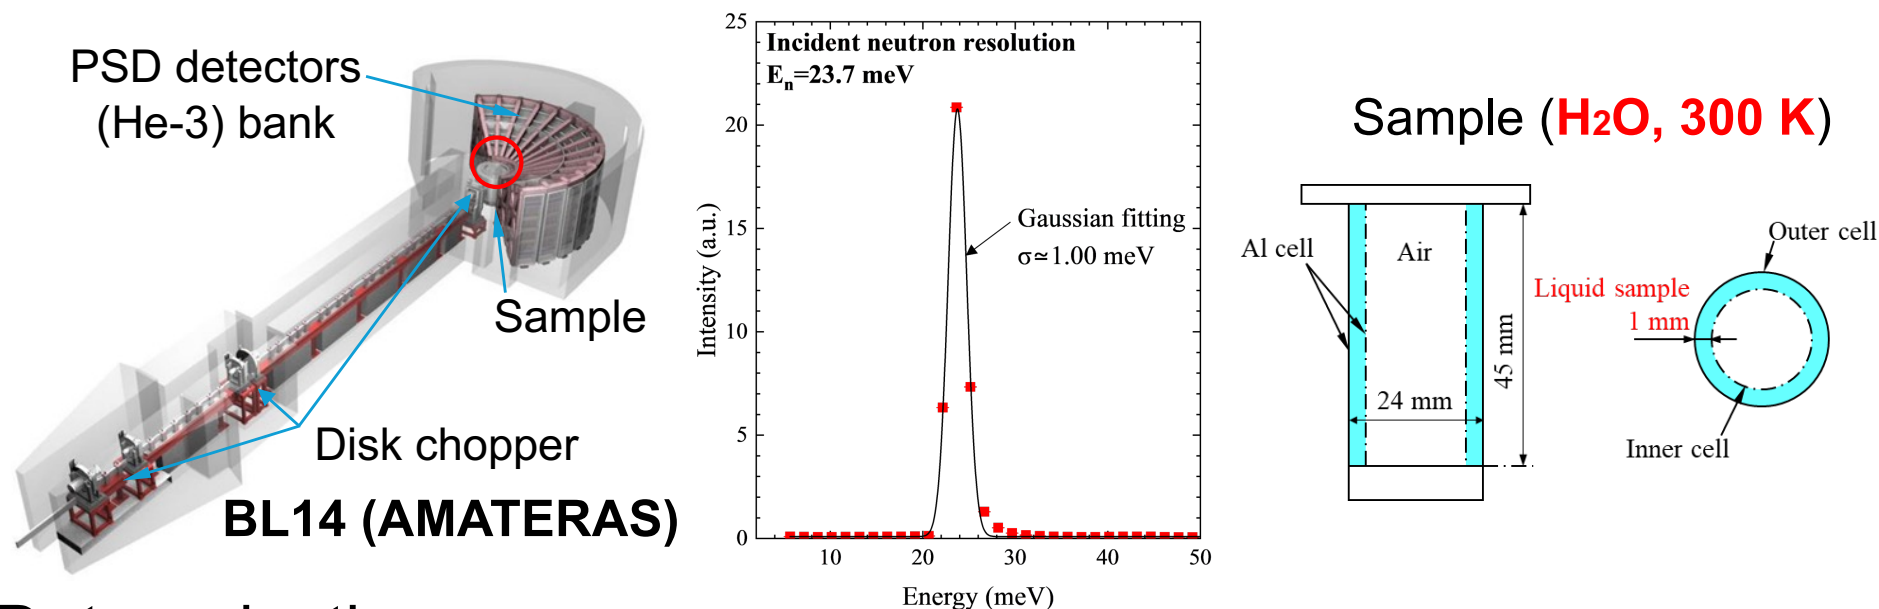 PSD detectors
(He-3) bank
Sample
Disk chopper
BL14 (AMATERAS)
25
20
15
10
5
0
10
20
30
40
50
Intensity (a.u.)
Energy (meV)
Incident neutron resolution
Eₙ=23.7 meV
Gaussian fitting
σ≃1.00 meV
Sample (H₂O, 300 K)
Al cell
Air
24 mm
45 mm
Outer cell
Liquid sample
1 mm
Inner cell